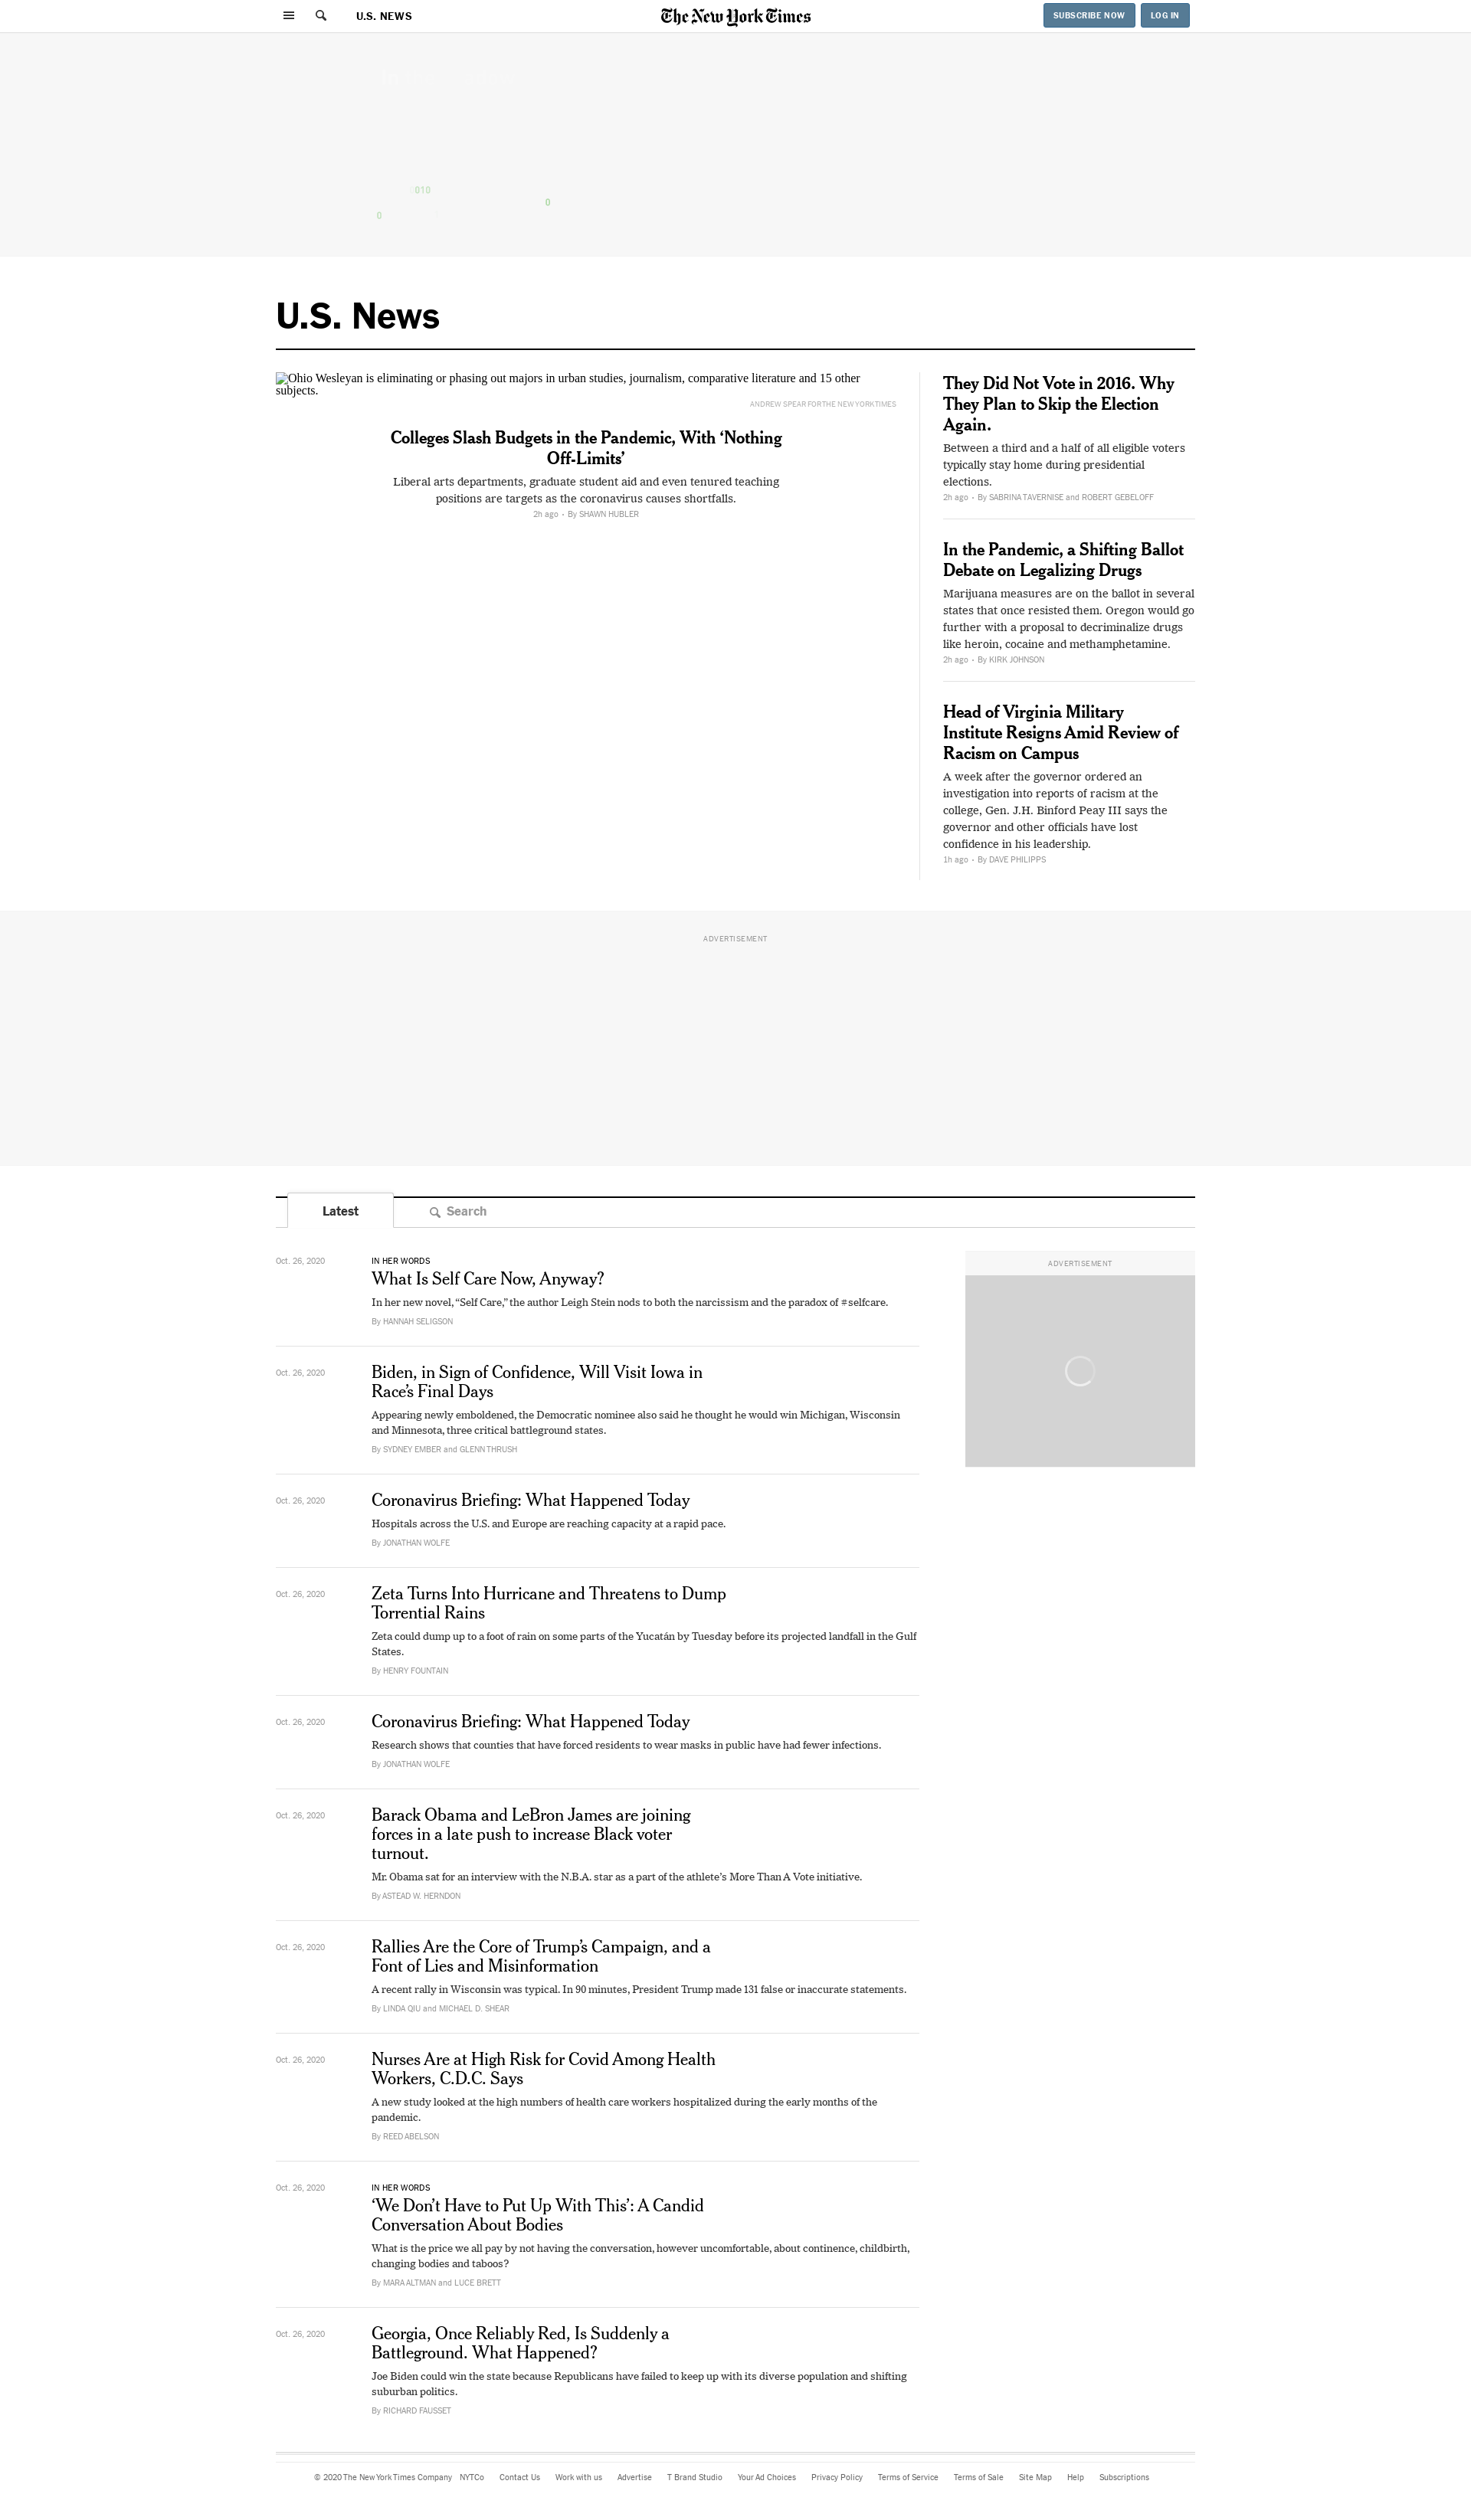 U.S. NEWS
The New York Times
SUBSCRIBE NOW
LOG IN
010
0
0
U.S. News
Ohio Wesleyan is eliminating or phasing out majors in urban studies, journalism, comparative literature and 15 other
subjects.
ANDREW SPEAR FOR THE NEW YORK TIMES
Colleges Slash Budgets in the Pandemic, With ‘Nothing
Off-Limits’
Liberal arts departments, graduate student aid and even tenured teaching
positions are targets as the coronavirus causes shortfalls.
2h ago • By SHAWN HUBLER
They Did Not Vote in 2016. Why
They Plan to Skip the Election
Again.
Between a third and a half of all eligible voters
typically stay home during presidential
elections.
2h ago • By SABRINA TAVERNISE and ROBERT GEBELOFF
In the Pandemic, a Shifting Ballot
Debate on Legalizing Drugs
Marijuana measures are on the ballot in several
states that once resisted them. Oregon would go
further with a proposal to decriminalize drugs
like heroin, cocaine and methamphetamine.
2h ago • By KIRK JOHNSON
Head of Virginia Military
Institute Resigns Amid Review of
Racism on Campus
A week after the governor ordered an
investigation into reports of racism at the
college, Gen. J.H. Binford Peay III says the
governor and other officials have lost
confidence in his leadership.
1h ago • By DAVE PHILIPPS
ADVERTISEMENT
Latest
Search
Oct. 26, 2020
IN HER WORDS
What Is Self Care Now, Anyway?
In her new novel, “Self Care,” the author Leigh Stein nods to both the narcissism and the paradox of #selfcare.
By HANNAH SELIGSON
ADVERTISEMENT
Oct. 26, 2020
Biden, in Sign of Confidence, Will Visit Iowa in
Race’s Final Days
Appearing newly emboldened, the Democratic nominee also said he thought he would win Michigan, Wisconsin
and Minnesota, three critical battleground states.
By SYDNEY EMBER and GLENN THRUSH
Oct. 26, 2020
Coronavirus Briefing: What Happened Today
Hospitals across the U.S. and Europe are reaching capacity at a rapid pace.
By JONATHAN WOLFE
Oct. 26, 2020
Zeta Turns Into Hurricane and Threatens to Dump
Torrential Rains
Zeta could dump up to a foot of rain on some parts of the Yucatán by Tuesday before its projected landfall in the Gulf
States.
By HENRY FOUNTAIN
Oct. 26, 2020
Coronavirus Briefing: What Happened Today
Research shows that counties that have forced residents to wear masks in public have had fewer infections.
By JONATHAN WOLFE
Oct. 26, 2020
Barack Obama and LeBron James are joining
forces in a late push to increase Black voter
turnout.
Mr. Obama sat for an interview with the N.B.A. star as a part of the athlete’s More Than A Vote initiative.
By ASTEAD W. HERNDON
Oct. 26, 2020
Rallies Are the Core of Trump’s Campaign, and a
Font of Lies and Misinformation
A recent rally in Wisconsin was typical. In 90 minutes, President Trump made 131 false or inaccurate statements.
By LINDA QIU and MICHAEL D. SHEAR
Oct. 26, 2020
Nurses Are at High Risk for Covid Among Health
Workers, C.D.C. Says
A new study looked at the high numbers of health care workers hospitalized during the early months of the
pandemic.
By REED ABELSON
Oct. 26, 2020
IN HER WORDS
‘We Don’t Have to Put Up With This’: A Candid
Conversation About Bodies
What is the price we all pay by not having the conversation, however uncomfortable, about continence, childbirth,
changing bodies and taboos?
By MARA ALTMAN and LUCE BRETT
Oct. 26, 2020
Georgia, Once Reliably Red, Is Suddenly a
Battleground. What Happened?
Joe Biden could win the state because Republicans have failed to keep up with its diverse population and shifting
suburban politics.
By RICHARD FAUSSET
© 2020 The New York Times Company NYTCo Contact Us Work with us Advertise T Brand Studio Your Ad Choices Privacy Policy Terms of Service Terms of Sale Site Map Help Subscriptions